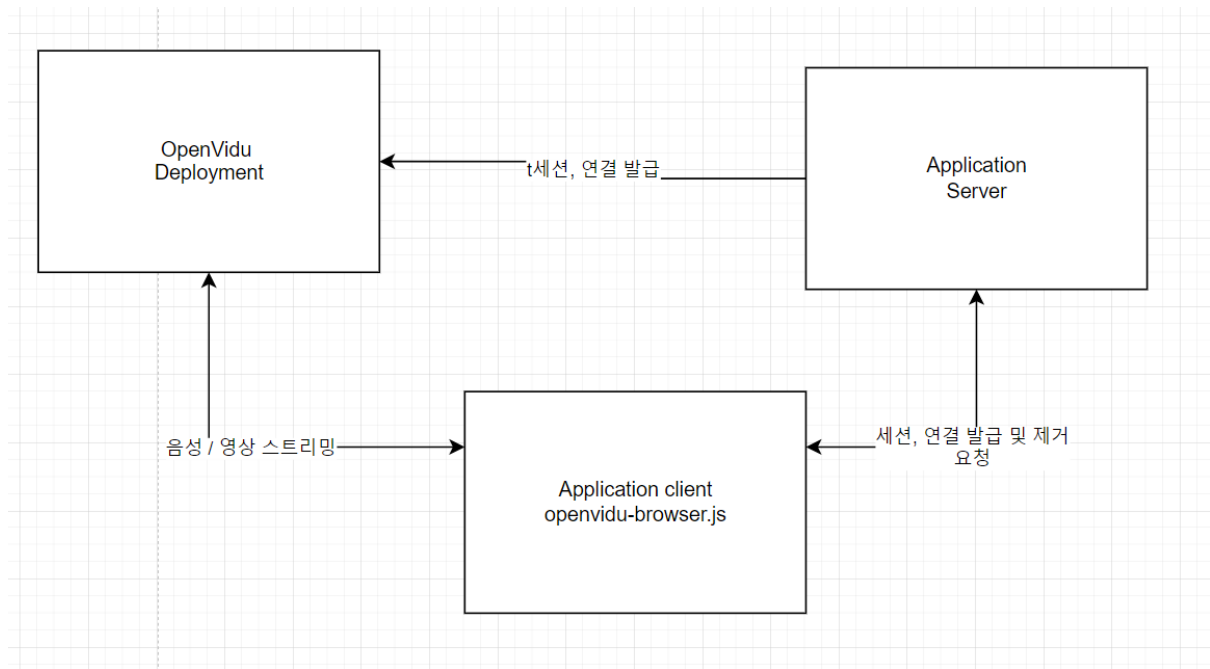 OpenVidu
Deployment
t세션, 연결 발급
Application
Server
음성 / 영상 스트리밍
세션, 연결 발급 및 제거
요청
Application client
openvidu-browser.js